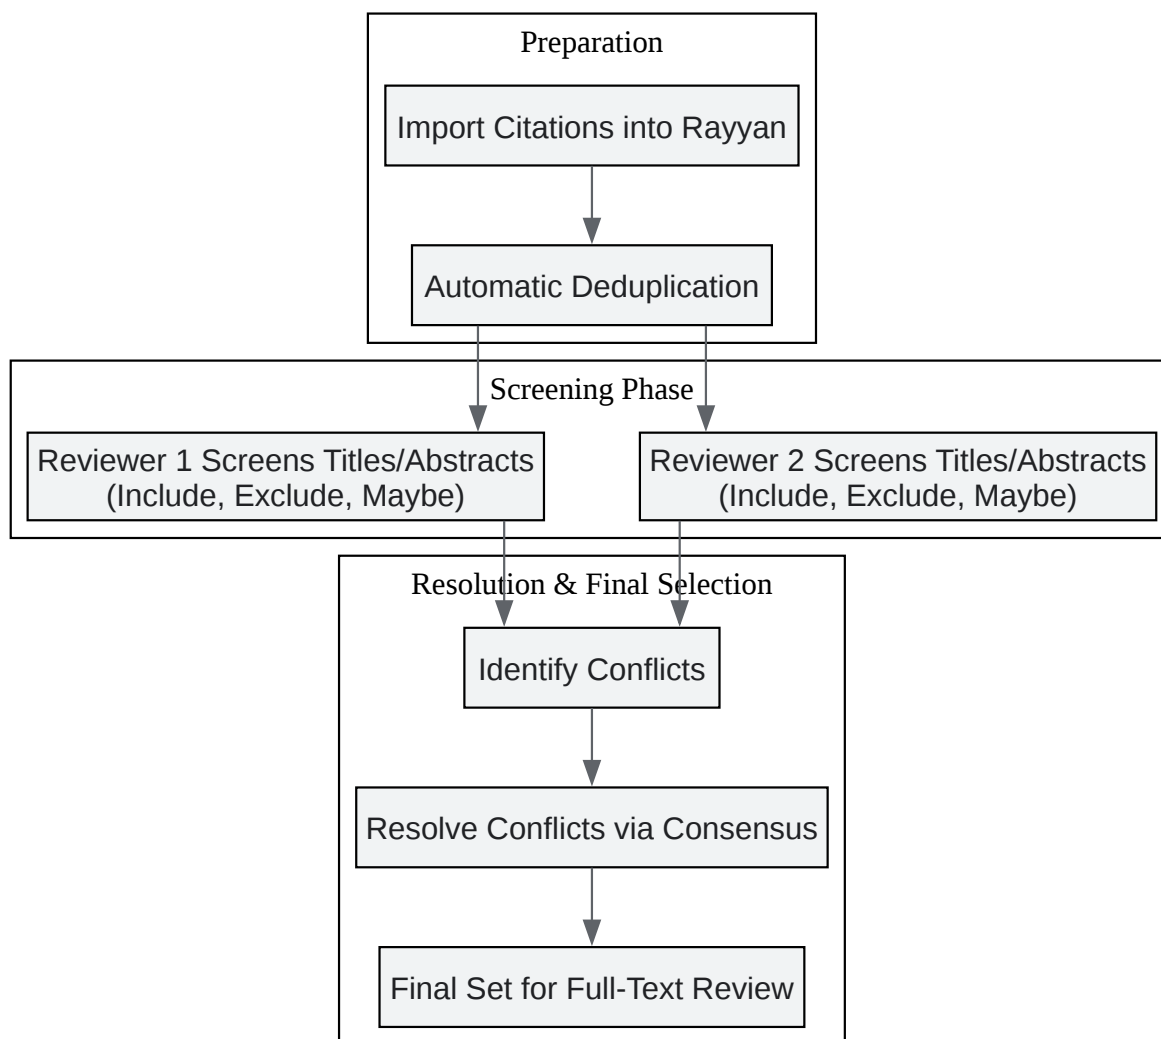 Preparation
Import Citations into Rayyan
Automatic Deduplication
Screening Phase
Reviewer 1 Screens Titles/Abstracts
(Include, Exclude, Maybe)
Reviewer 2 Screens Titles/Abstracts
(Include, Exclude, Maybe)
Resolution & Final Selection
Identify Conflicts
Resolve Conflicts via Consensus
Final Set for Full-Text Review